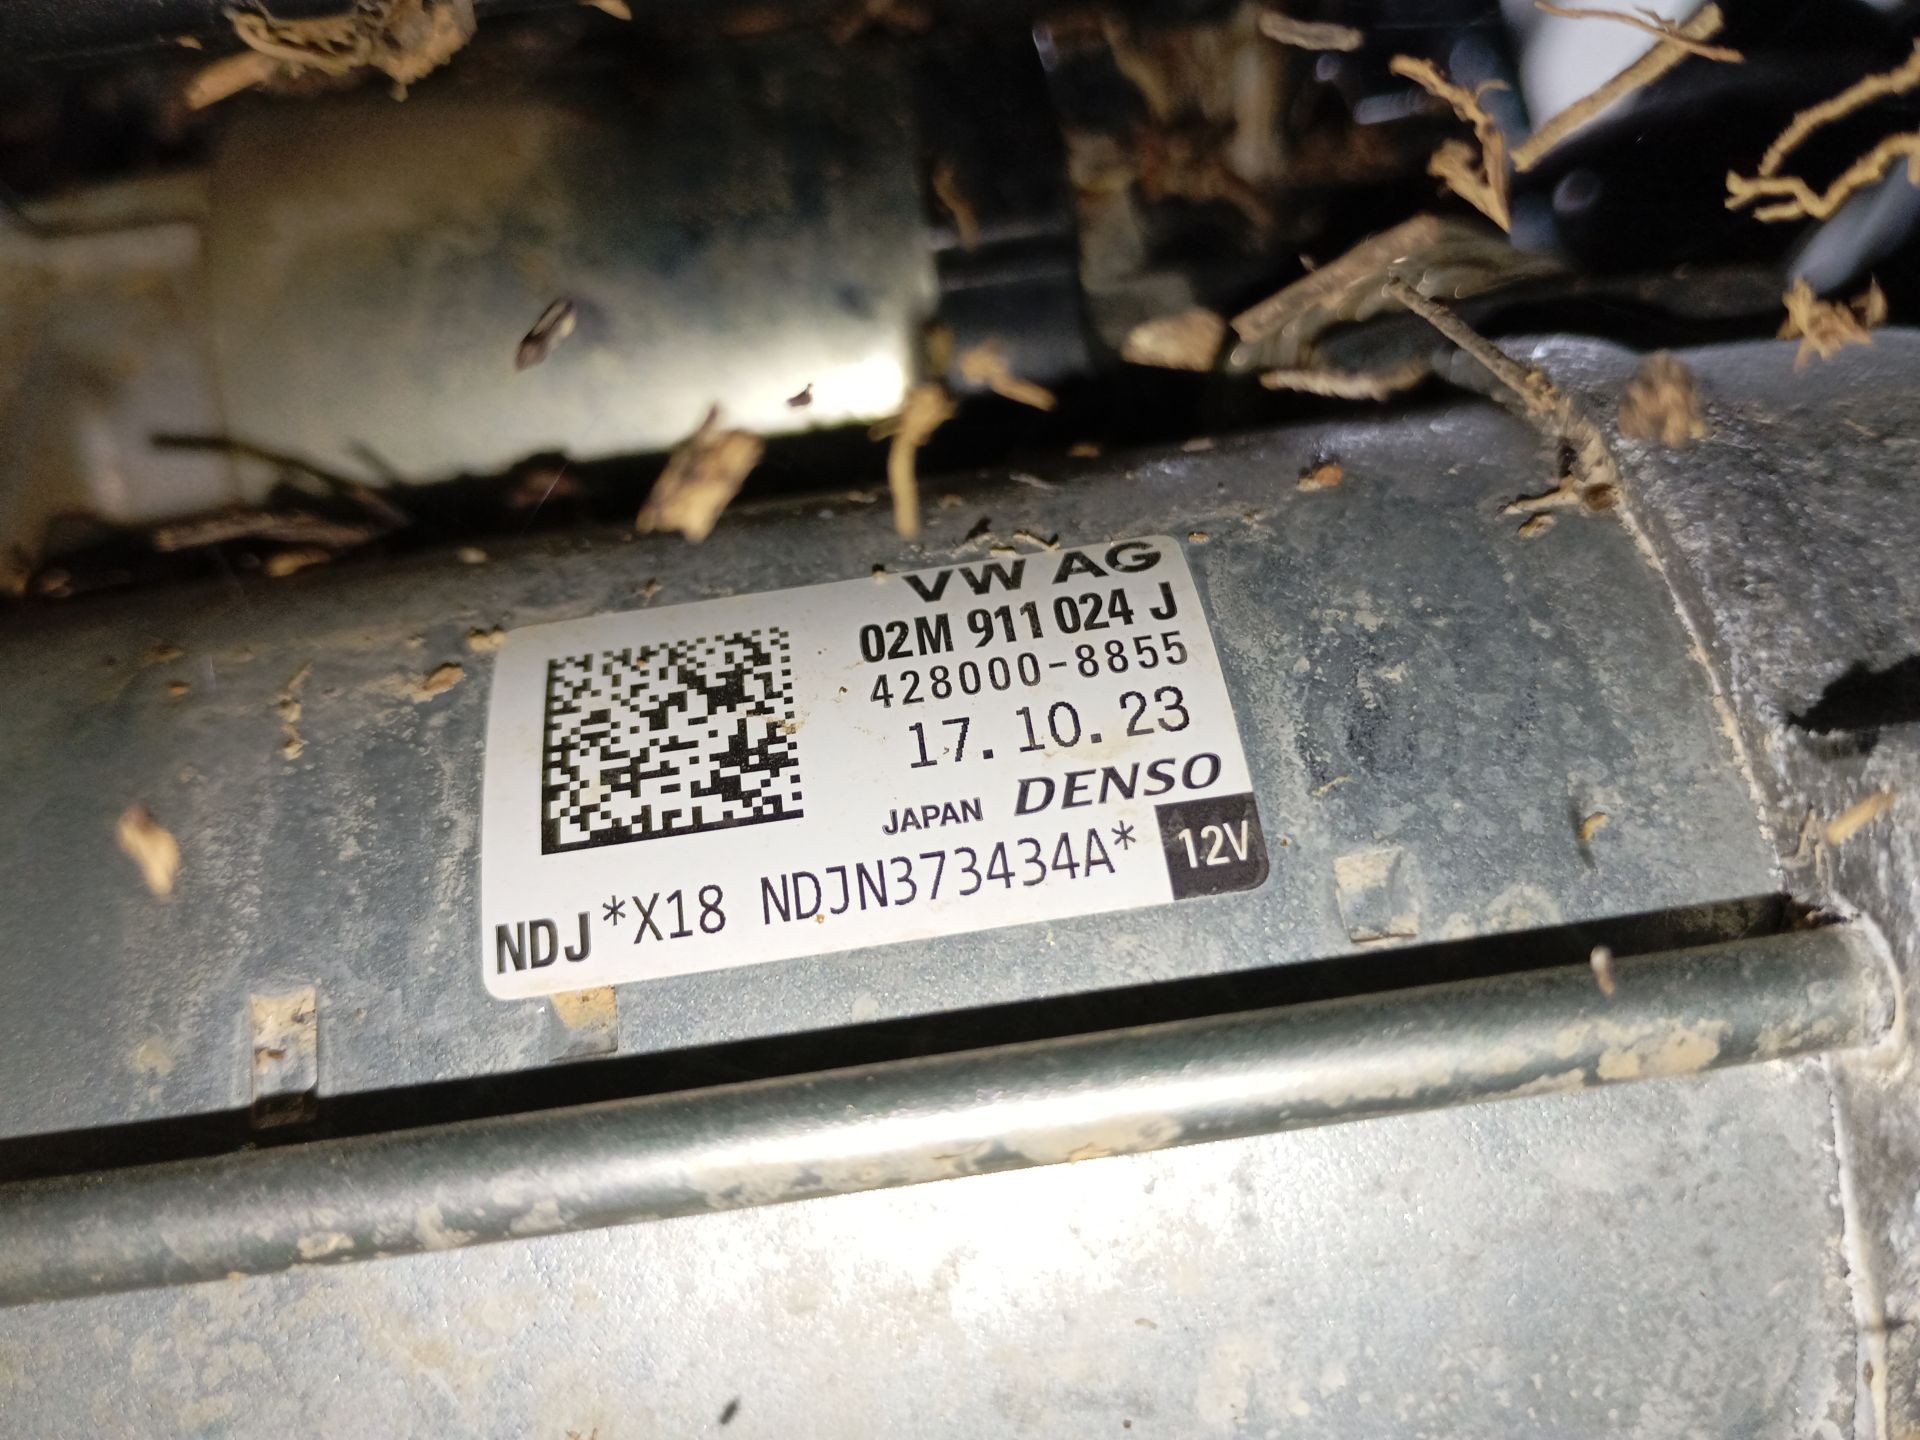 VW AG
02M 911 024 J
428000-8855
17.10.23
JAPAN DENSO
NDJ*X18 NDJN373434A* 12V